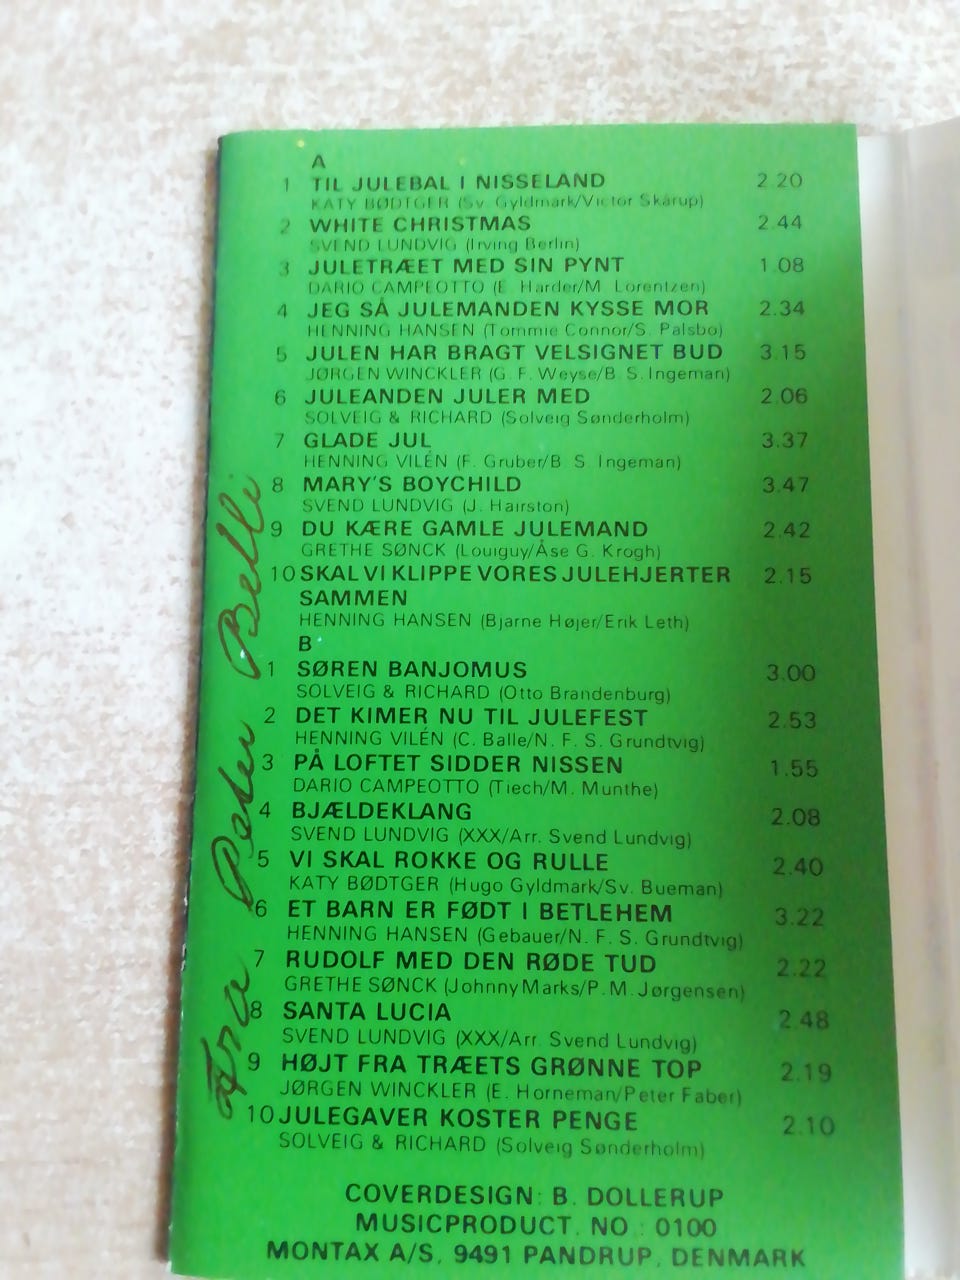 A
1 TIL JULEBAL I NISSELAND 2.20
KATY BØDTGER (Sv. Gyldmark/Victor Skårup)
2 WHITE CHRISTMAS 2.44
SVEND LUNDVIG (Irving Berlin)
3 JULETRÆET MED SIN PYNT 1.08
DARIO CAMPEOTTO (E. Harder/M. Lorentzen)
4 JEG SÅ JULEMANDEN KYSSE MOR 2.34
HENNING HANSEN (Tommie Connor/S. Palsbo)
5 JULEN HAR BRAGT VELSIGNET BUD 3.15
JØRGEN WINCKLER (G. F. Weyse/B. S. Ingeman)
6 JULEANDEN JULER MED 2.06
SOLVEIG & RICHARD (Solveig Sønderholm)
7 GLADE JUL 3.37
HENNING VILÉN (F. Gruber/B. S. Ingeman)
8 MARY'S BOYCHILD 3.47
SVEND LUNDVIG (J. Hairston)
9 DU KÆRE GAMLE JULEMAND 2.42
GRETHE SØNCK (Louiguy/Åse G. Krogh)
10 SKAL VI KLIPPE VORES JULEHJERTER 2.15
SAMMEN
HENNING HANSEN (Bjarne Højer/Erik Leth)
B
1 SØREN BANJOMUS 3.00
SOLVEIG & RICHARD (Otto Brandenburg)
2 DET KIMER NU TIL JULEFEST 2.53
HENNING VILÉN (C. Balle/N. F. S. Grundtvig)
3 PÅ LOFTET SIDDER NISSEN 1.55
DARIO CAMPEOTTO (Tiech/M. Munthe)
4 BJÆLDEKLANG 2.08
SVEND LUNDVIG (XXX/Arr. Svend Lundvig)
5 VI SKAL ROKKE OG RULLE 2.40
KATY BØDTGER (Hugo Gyldmark/Sv. Bueman)
6 ET BARN ER FØDT I BETLEHEM 3.22
HENNING HANSEN (Gebauer/N. F. S. Grundtvig)
7 RUDOLF MED DEN RØDE TUD 2.22
GRETHE SØNCK (Johnny Marks/P. M. Jørgensen)
8 SANTA LUCIA 2.48
SVEND LUNDVIG (XXX/Arr. Svend Lundvig)
9 HØJT FRA TRÆETS GRØNNE TOP 2.19
JØRGEN WINCKLER (E. Horneman/Peter Faber)
10 JULEGAVER KOSTER PENGE 2.10
SOLVEIG & RICHARD (Solveig Sønderholm)
COVERDESIGN: B. DOLLERUP
MUSICPRODUCT. NO.: 0100
MONTAX A/S, 9491 PANDRUP, DENMARK
Fra Peter Belli